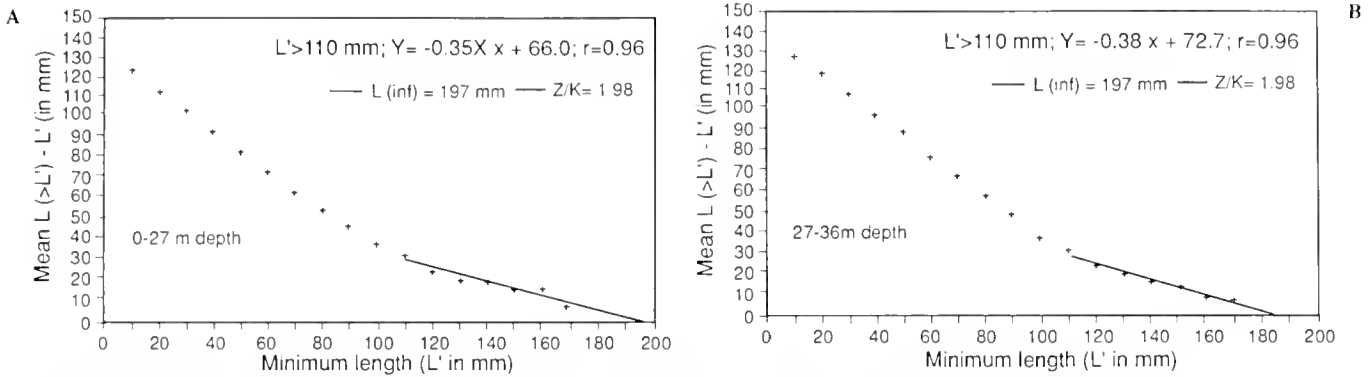 A
150
130
120
110
100
90
80
70
60
50
40
30
20
10
0
Mean L (>L') - L' (in mm)
L'>110 mm; Y= -0.35X x + 66.0; r=0.96
L (inf) = 197 mm
Z/K= 1 98
0-27 m depth
0 20 40 60 80 100 120 140 160 180 200
Minimum length (L' in mm)
B
150
130
120
110
100
90
80
70
60
50
40
30
20
10
0
Mean L (>L') - L' (in mm)
L'>110 mm; Y= -0.38 x + 72.7; r=0.96
L (inf) = 197 mm
Z/K= 1.98
27-36m depth
0 20 40 60 80 100 120 140 160 180 200
Minimum length (L' in mm)